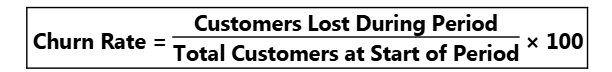 Churn Rate = Customers Lost During Period / Total Customers at Start of Period × 100